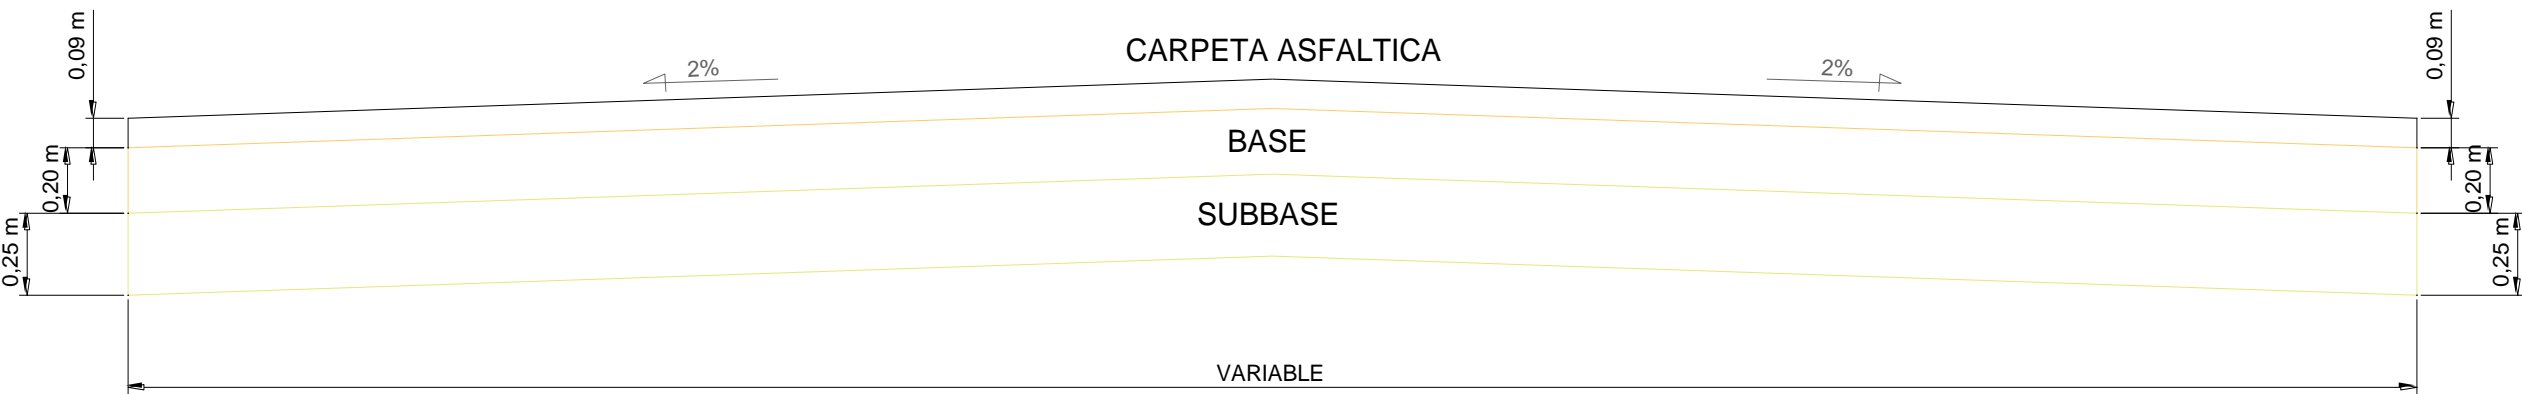 CARPETA ASFALTICA
0,09 m
2%
2%
0,09 m
BASE
0,20 m
0,20 m
SUBBASE
0,25 m
0,25 m
VARIABLE